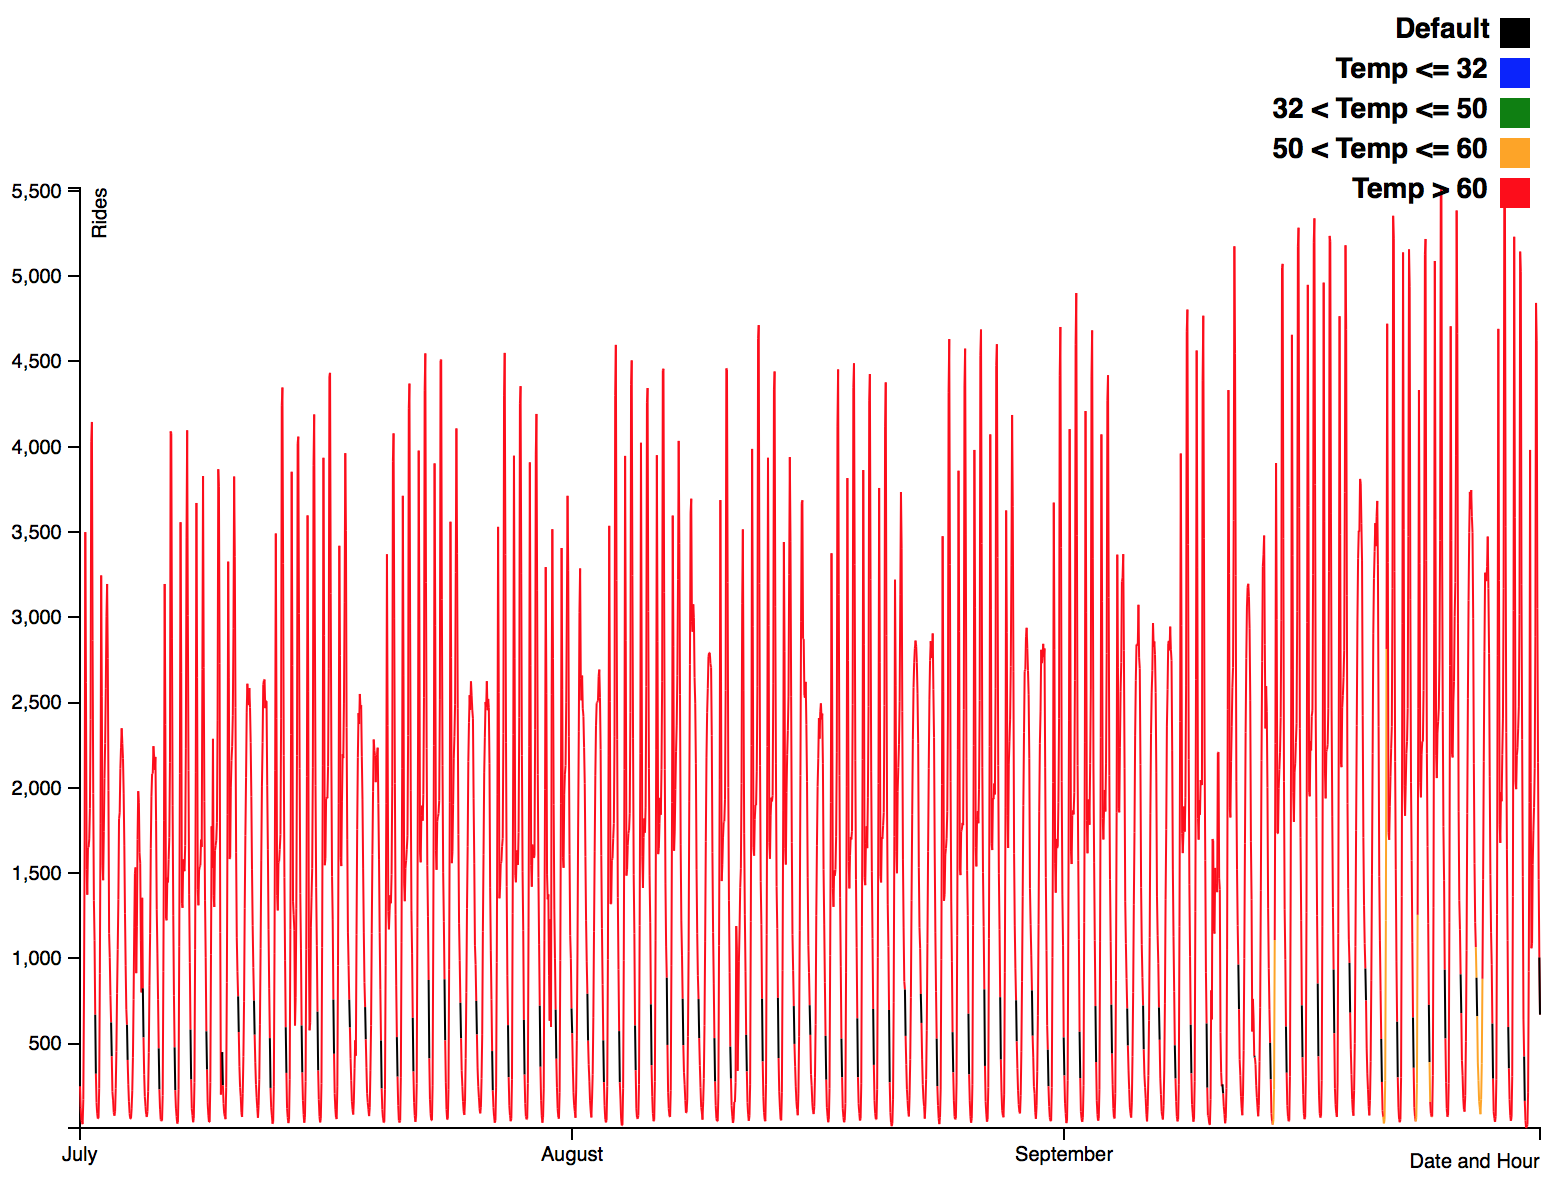 Default
Temp <= 32
32 < Temp <= 50
50 < Temp <= 60
Temp > 60
Rides
5,500
5,000
4,500
4,000
3,500
3,000
2,500
2,000
1,500
1,000
500
July
August
September
Date and Hour